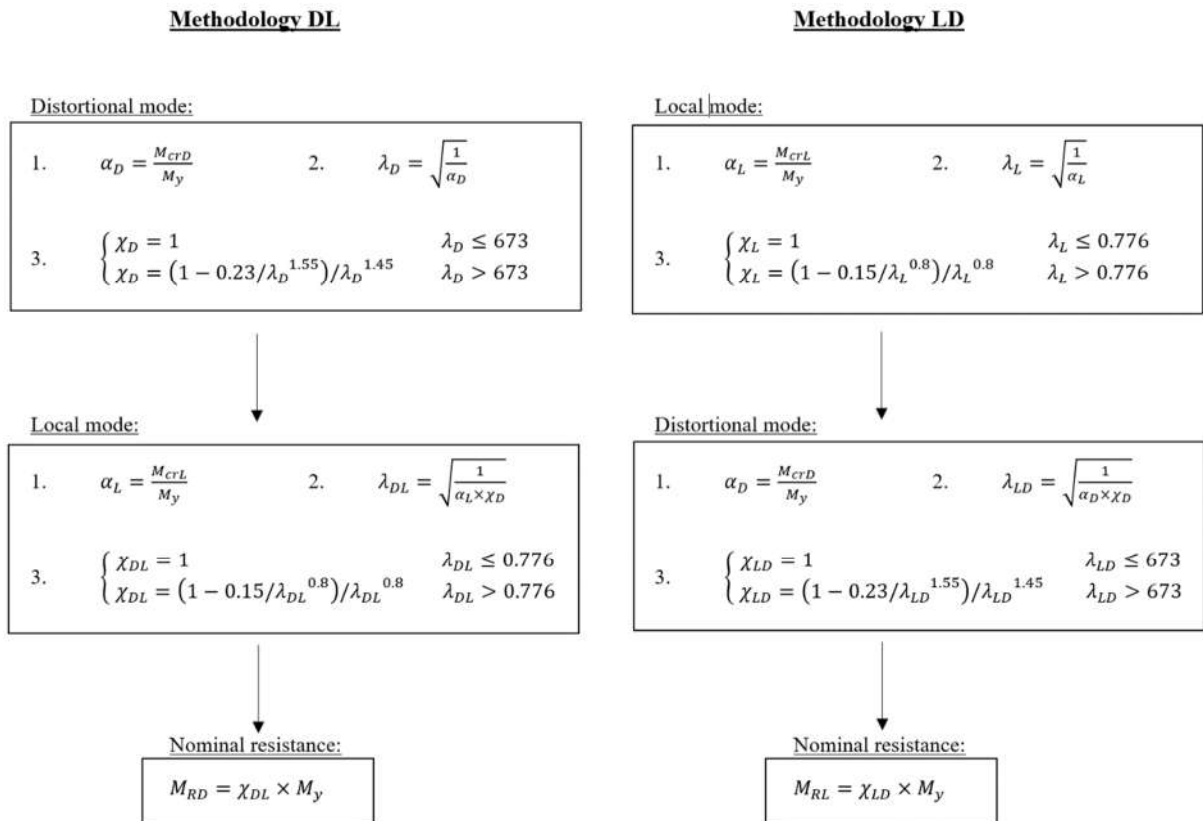 Methodology DL
Distortional mode:
1. α_D = M_crD / M_y 2. λ_D = √(1 / α_D)
3. { χ_D = 1 λ_D ≤ 673
χ_D = (1 − 0.23/λ_D^1.55)/λ_D^1.45 λ_D > 673
Local mode:
1. α_L = M_crL / M_y 2. λ_DL = √(1 / (α_L × χ_D))
3. { χ_DL = 1 λ_DL ≤ 0.776
χ_DL = (1 − 0.15/λ_DL^0.8)/λ_DL^0.8 λ_DL > 0.776
Nominal resistance:
M_RD = χ_DL × M_y
Methodology LD
Local mode:
1. α_L = M_crL / M_y 2. λ_L = √(1 / α_L)
3. { χ_L = 1 λ_L ≤ 0.776
χ_L = (1 − 0.15/λ_L^0.8)/λ_L^0.8 λ_L > 0.776
Distortional mode:
1. α_D = M_crD / M_y 2. λ_LD = √(1 / (α_D × χ_D))
3. { χ_LD = 1 λ_LD ≤ 673
χ_LD = (1 − 0.23/λ_LD^1.55)/λ_LD^1.45 λ_LD > 673
Nominal resistance:
M_RL = χ_LD × M_y